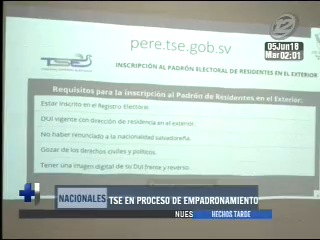 12
pere.tse.gob.sv
05Jun18
Mar02:01
TSE
INSCRIPCIÓN AL PADRÓN ELECTORAL DE RESIDENTES EN EL EXTERIOR
Requisitos para la inscripción al Padrón de Residentes en el Exterior:
Estar inscrito en el Registro Electoral.
DUI vigente con dirección de residencia en el exterior.
No haber renunciado a la nacionalidad salvadoreña.
Gozar de los derechos civiles y políticos.
Tener una imagen digital de su DUI frente y reverso.
NACIONALES
TSE EN PROCESO DE EMPADRONAMIENTO
NUES
HECHOS TARDE